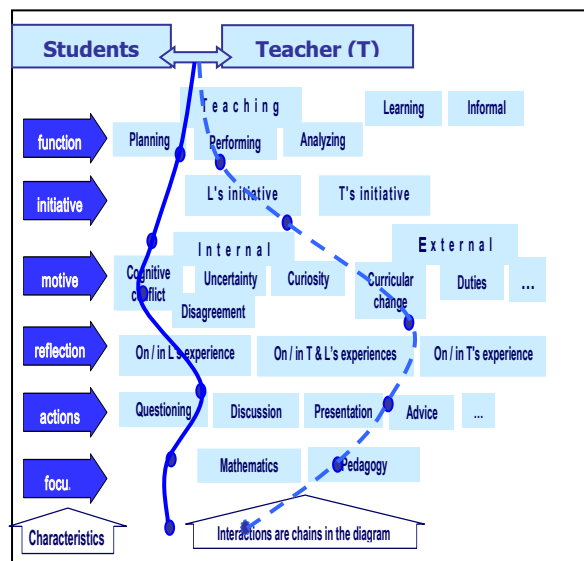 Students
Teacher (T)
Teaching
Learning
Informal
function
Planning
Performing
Analyzing
initiative
L's initiative
T's initiative
Internal
External
motive
Cognitive
conflict
Uncertainty
Curiosity
Curricular
change
Duties
...
Disagreement
reflection
On / in L's experience
On / in T & L's experiences
On / in T's experience
actions
Questioning
Discussion
Presentation
Advice
...
focu.
Mathematics
Pedagogy
Characteristics
Interactions are chains in the diagram